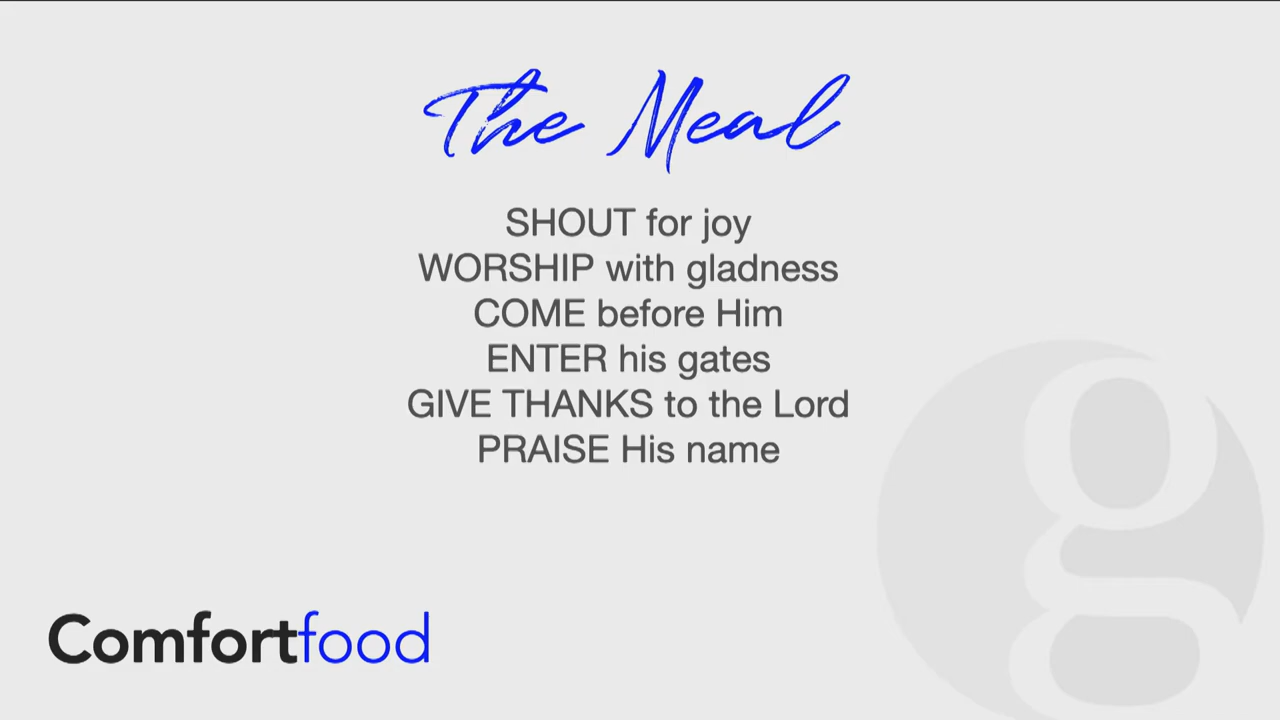 The Meal
SHOUT for joy
WORSHIP with gladness
COME before Him
ENTER his gates
GIVE THANKS to the Lord
PRAISE His name
Comfortfood
g